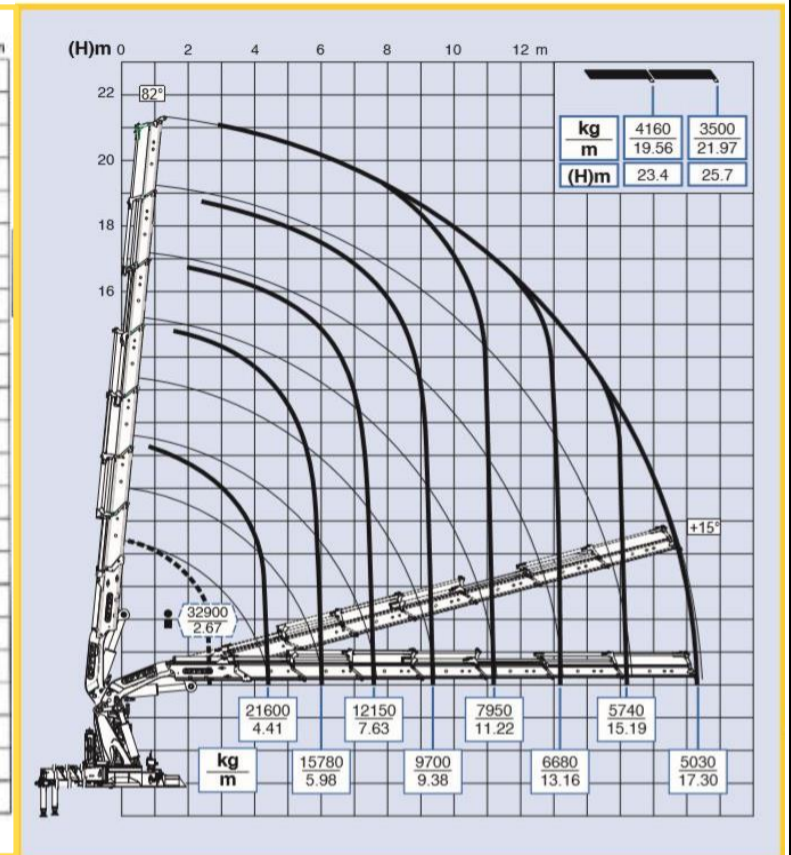 (H)m 0 2 4 6 8 10 12 m
22
82°
kg 4160 3500
m 19.56 21.97
(H)m 23.4 25.7
20
18
16
+15°
32900
2.67
21600 12150 7950 5740
4.41 7.63 11.22 15.19
kg 15780 9700 6680 5030
m 5.98 9.38 13.16 17.30